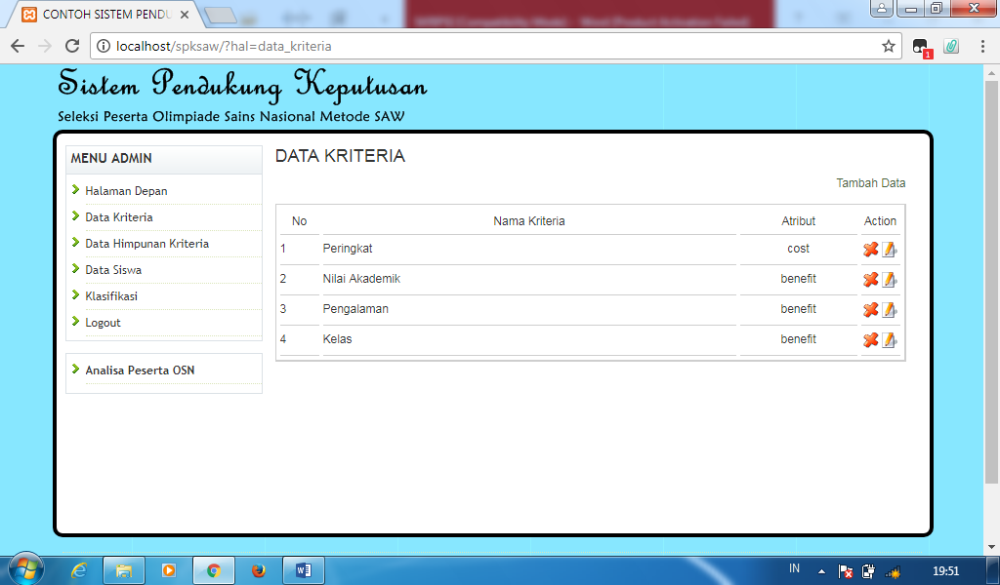 CONTOH SISTEM PENDU
localhost/spksaw/?hal=data_kriteria
1
Sistem Pendukung Keputusan
Seleksi Peserta Olimpiade Sains Nasional Metode SAW
MENU ADMIN
Halaman Depan
Data Kriteria
Data Himpunan Kriteria
Data Siswa
Klasifikasi
Logout
Analisa Peserta OSN
DATA KRITERIA
Tambah Data
No Nama Kriteria Atribut Action
1 Peringkat cost
2 Nilai Akademik benefit
3 Pengalaman benefit
4 Kelas benefit
IN 19:51